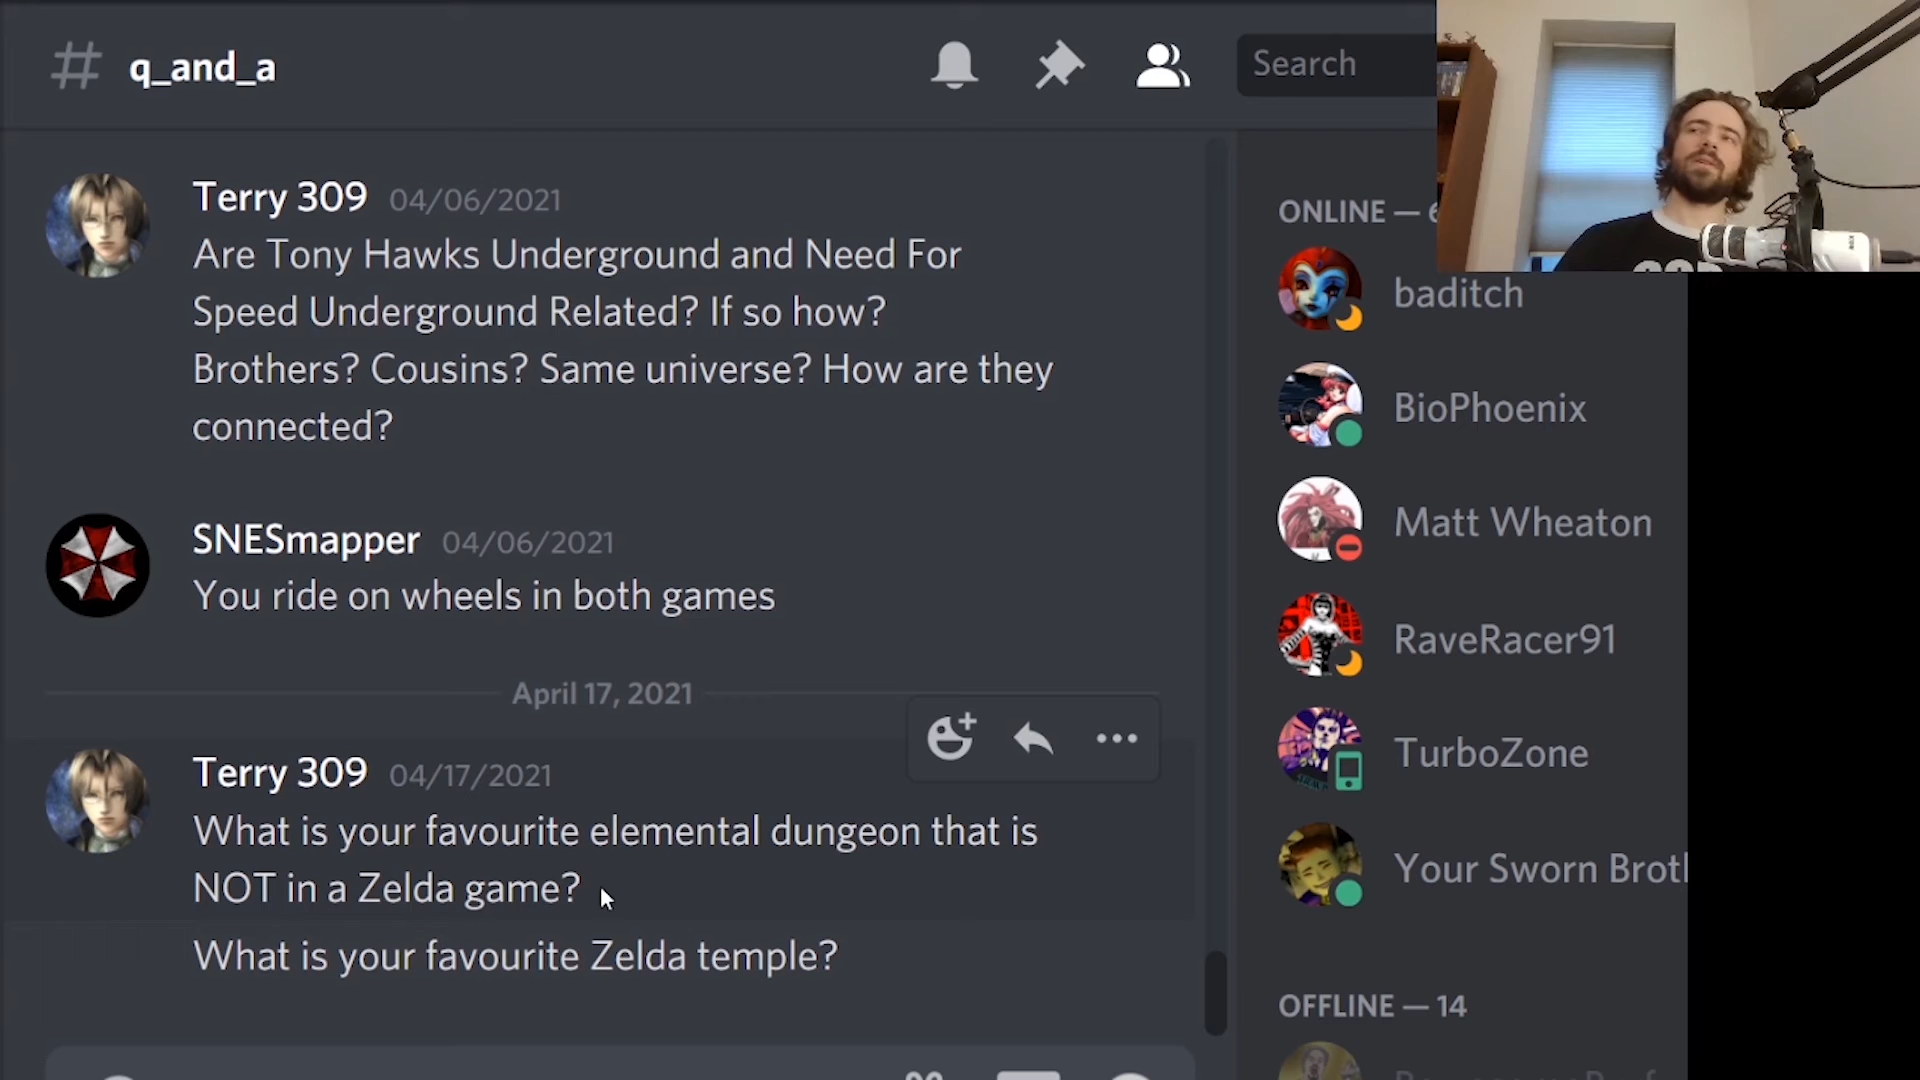 q_and_a
Search
Terry 309 04/06/2021
Are Tony Hawks Underground and Need For
Speed Underground Related? If so how?
Brothers? Cousins? Same universe? How are they
connected?
SNESmapper 04/06/2021
You ride on wheels in both games
April 17, 2021
Terry 309 04/17/2021
What is your favourite elemental dungeon that is
NOT in a Zelda game?
What is your favourite Zelda temple?
ONLINE — 6
baditch
BioPhoenix
Matt Wheaton
RaveRacer91
TurboZone
Your Sworn Brot
OFFLINE — 14